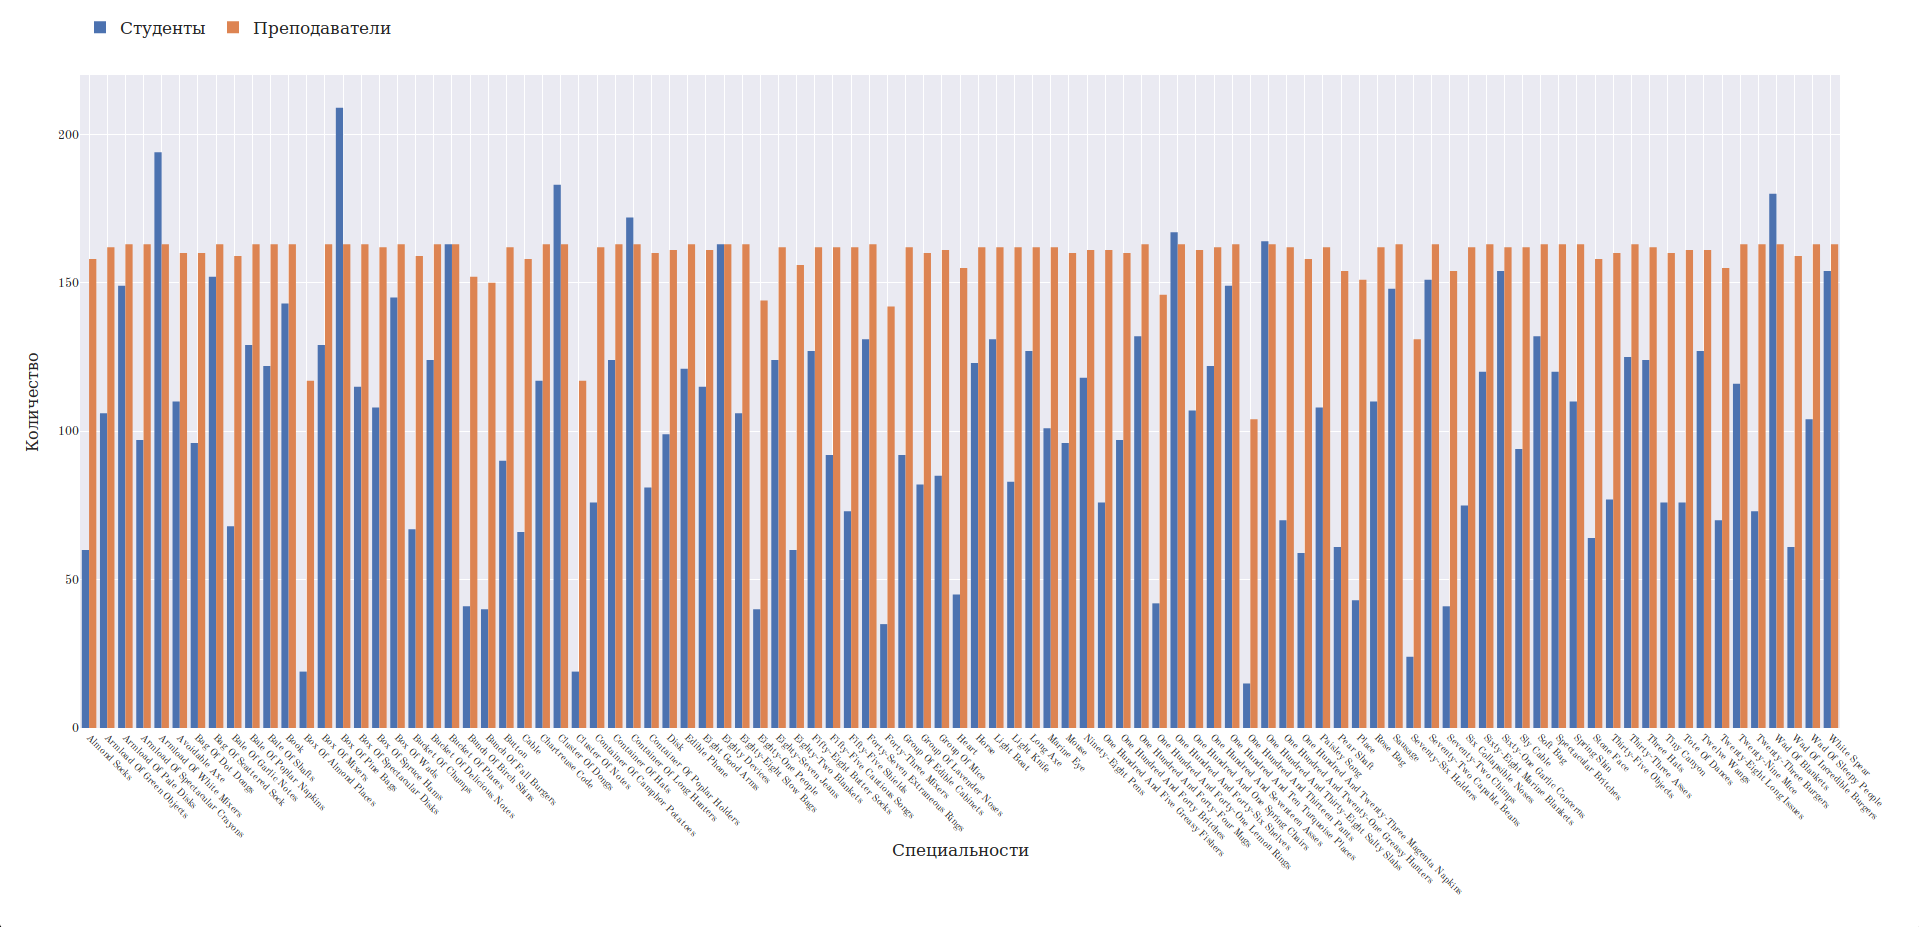 Студенты Преподаватели
Количество
200
150
100
50
0
Almond Socks
Armload Of Green Objects
Armload Of Pale Disks
Armload Of Spectacular Crayons
Armload Of White Mixers
Avoidable Axe
Bag Of Dot Dongs
Bag Of Scattered Sock
Bale Of Garlic Notes
Bale Of Poplar Napkins
Bale Of Shafts
Book
Box Of Almond Places
Box Of Mixers
Box Of Pine Bags
Box Of Spectacular Disks
Box Of Spruce Hams
Box Of Wads
Bucket Of Chumps
Bucket Of Delicious Notes
Bucket Of Places
Bunch Of Birch Shins
Bunch Of Fall Burgers
Button
Cable
Chartreuse Code
Cluster Of Dangs
Cluster Of Notes
Container Of Camphor Potatoes
Container Of Hats
Container Of Long Hunters
Container Of Poplar Holders
Disk
Edible Phone
Eight Good Arms
Eighty Devices
Eighty-Eight Slow Bags
Eighty-One People
Eighty-Seven Jeans
Eighty-Two Blankets
Fifty-Eight Butter Socks
Fifty-Five Cautious Songs
Fifty-Five Shields
Forty-Seven Extraneous Rings
Forty-Three Mixers
Group Of Edible Cabinets
Group Of Lavender Noses
Group Of Mice
Heart
Horse
Light Boot
Light Knife
Long Axe
Marine Eye
Mouse
Ninety-Eight Pens
One Hundred And Five Greasy Fishers
One Hundred And Forty Britches
One Hundred And Forty-Four Mugs
One Hundred And Forty-One Lemon Rings
One Hundred And Forty-Six Shelves
One Hundred And One Spring Chairs
One Hundred And Seventeen Asses
One Hundred And Ten Turquoise Places
One Hundred And Thirteen Pants
One Hundred And Thirty-Eight Salty Slabs
One Hundred And Twenty-One Greasy Hunters
One Hundred And Twenty-Three Magenta Napkins
Paisley Song
Pear Shaft
Place
Rose Bag
Sausage
Seventy-Six Holders
Seventy-Two Capable Beans
Seventy-Two Chumps
Six Collapsible Noses
Sixty-Eight Marine Blankets
Sixty-One Garlic Concerns
Sly Cable
Soft Bag
Spectacular Britches
Spring Shin
Stone Face
Thirty-Five Objects
Thirty-Three Asses
Three Hats
Tiny Canyon
Tote Of Dancers
Twelve Wangs
Twenty-Eight Long Issues
Twenty-Nine Mice
Twenty-Three Burgers
Wad Of Blankets
Wad Of Incredible Burgers
Wad Of Sleepy People
White Spear
Специальности